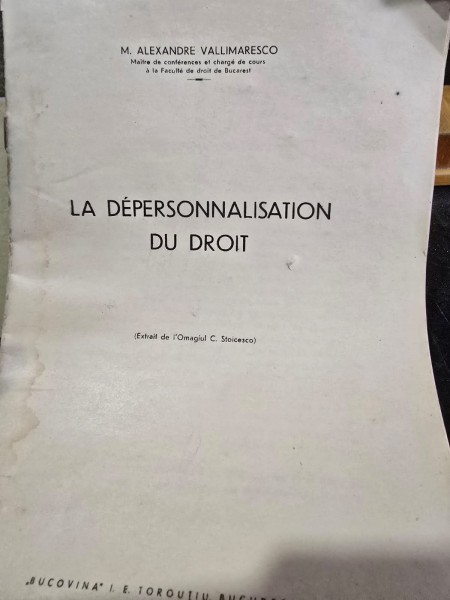 M. ALEXANDRE VALLIMARESCO
Maître de conférences et chargé de cours
à la Faculté de droit de Bucarest
LA DÉPERSONNALISATION
DU DROIT
(Extrait de l'Omagiul C. Stoicesco)
„BUCOVINA" I. E. TOROUȚIU,